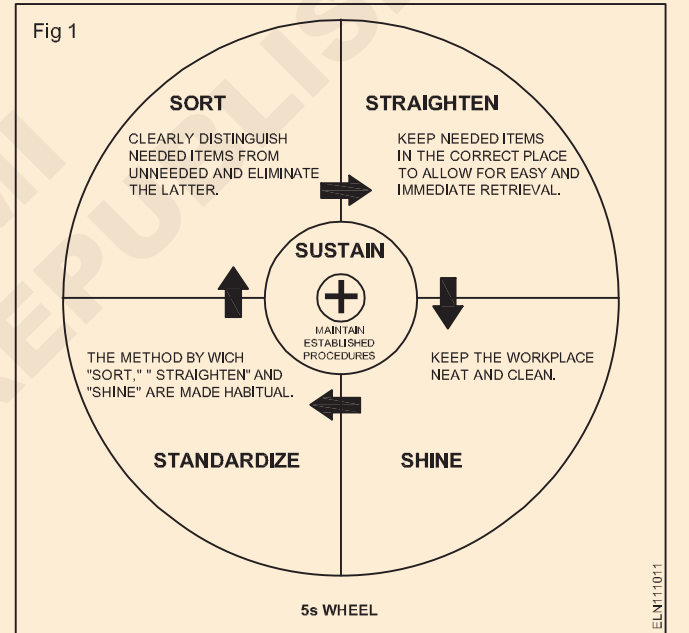 Fig 1
SORT
CLEARLY DISTINGUISH
NEEDED ITEMS FROM
UNNEEDED AND ELIMINATE
THE LATTER.
STRAIGHTEN
KEEP NEEDED ITEMS
IN THE CORRECT PLACE
TO ALLOW FOR EASY AND
IMMEDIATE RETRIEVAL.
SUSTAIN
MAINTAIN
ESTABLISHED
PROCEDURES
THE METHOD BY WICH
"SORT," " STRAIGHTEN" AND
"SHINE" ARE MADE HABITUAL.
STANDARDIZE
KEEP THE WORKPLACE
NEAT AND CLEAN.
SHINE
5s WHEEL
ELN111011